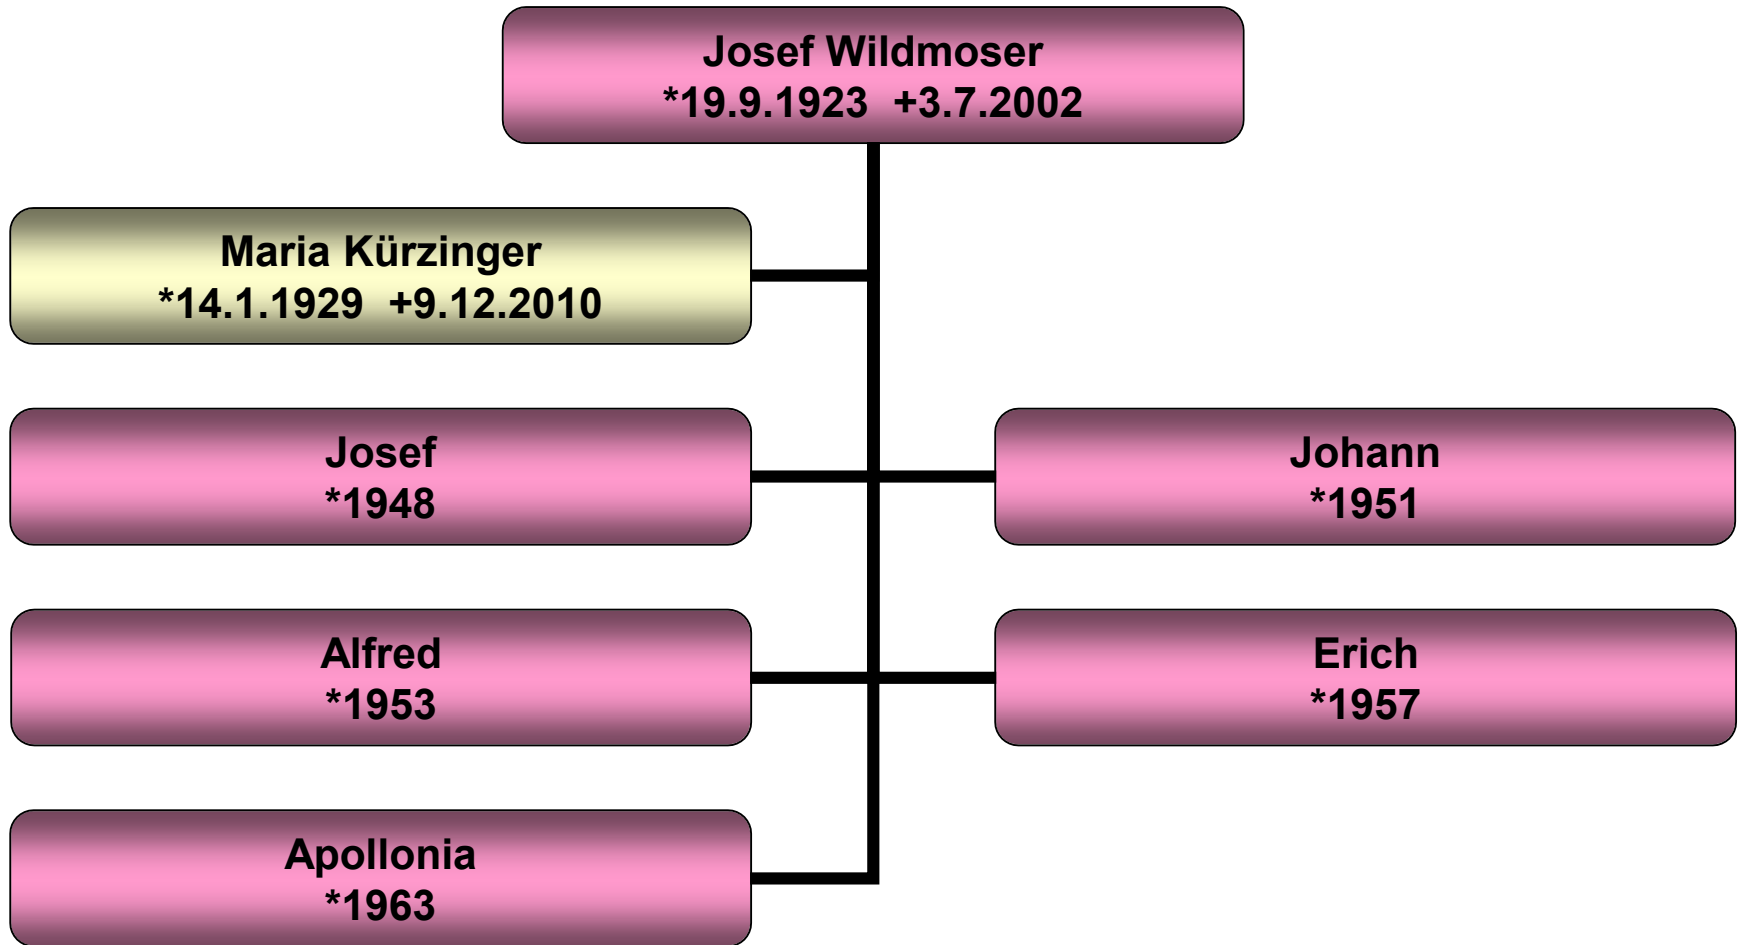 Josef Wildmoser
*19.9.1923 +3.7.2002
Maria Kürzinger
*14.1.1929 +9.12.2010
Josef
*1948
Johann
*1951
Alfred
*1953
Erich
*1957
Apollonia
*1963